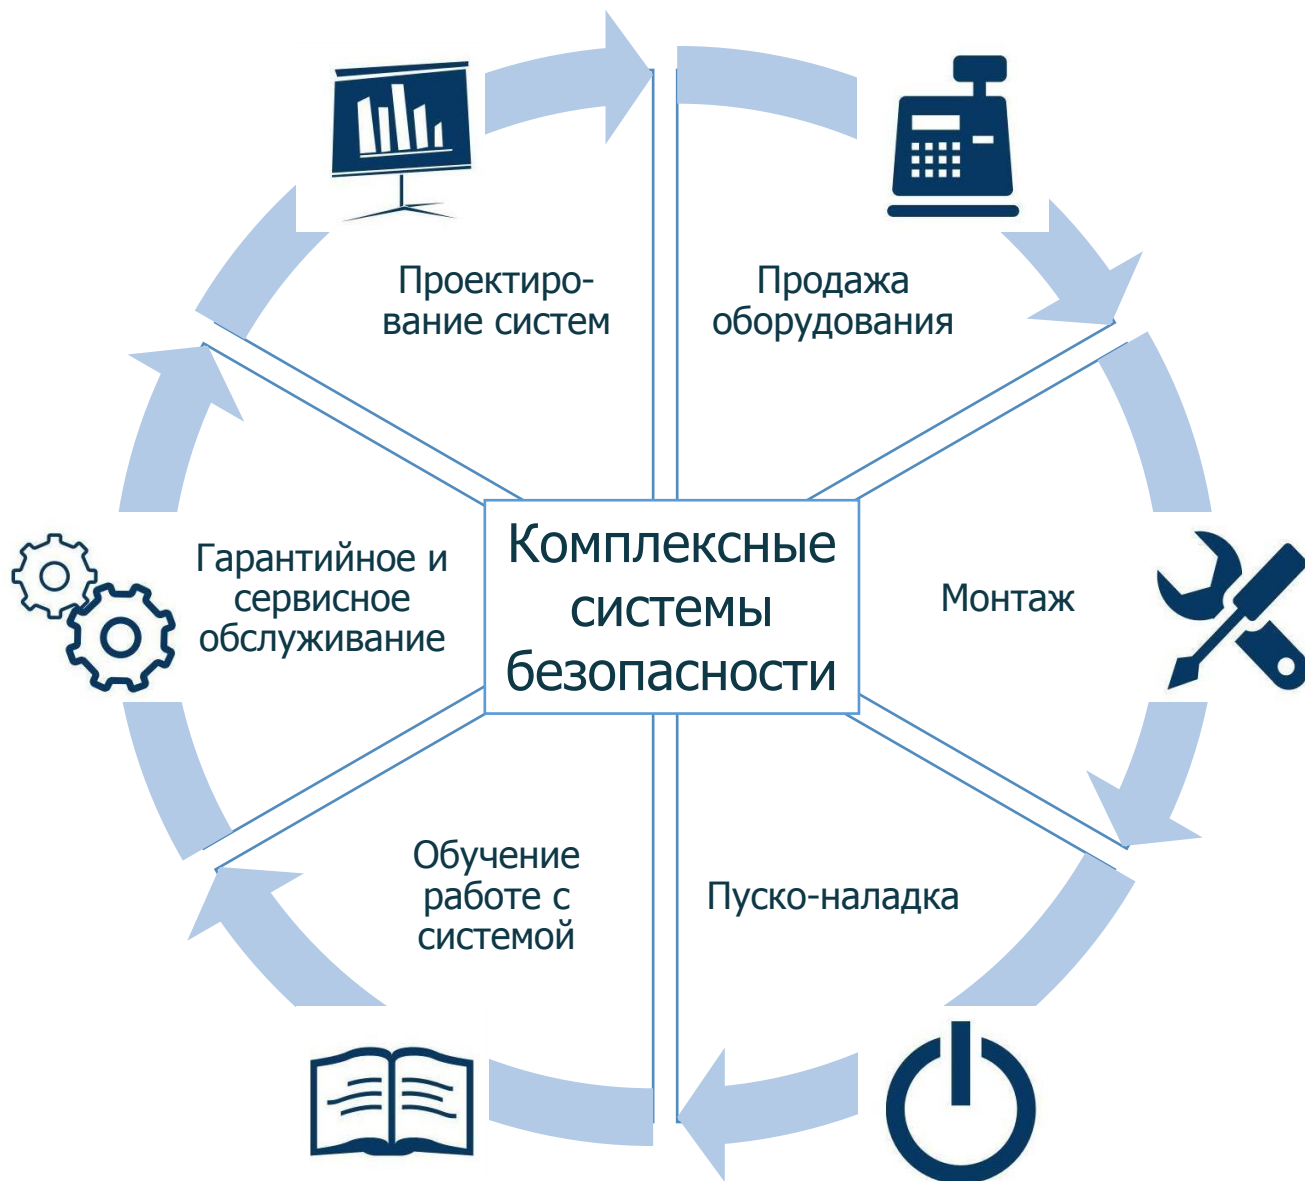 Проектиро-
вание систем
Продажа
оборудования
Гарантийное и
сервисное
обслуживание
Комплексные
системы
безопасности
Монтаж
Обучение
работе с
системой
Пуско-наладка